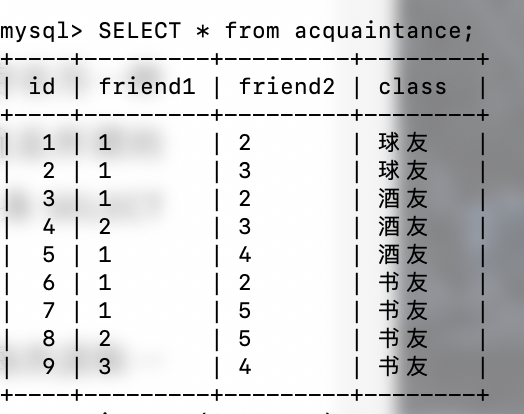 mysql> SELECT * from acquaintance;
+----+---------+---------+--------+
| id | friend1 | friend2 | class  |
+----+---------+---------+--------+
|  1 | 1       | 2       | 球友   |
|  2 | 1       | 3       | 球友   |
|  3 | 1       | 2       | 酒友   |
|  4 | 2       | 3       | 酒友   |
|  5 | 1       | 4       | 酒友   |
|  6 | 1       | 2       | 书友   |
|  7 | 1       | 5       | 书友   |
|  8 | 2       | 5       | 书友   |
|  9 | 3       | 4       | 书友   |
+----+---------+---------+--------+